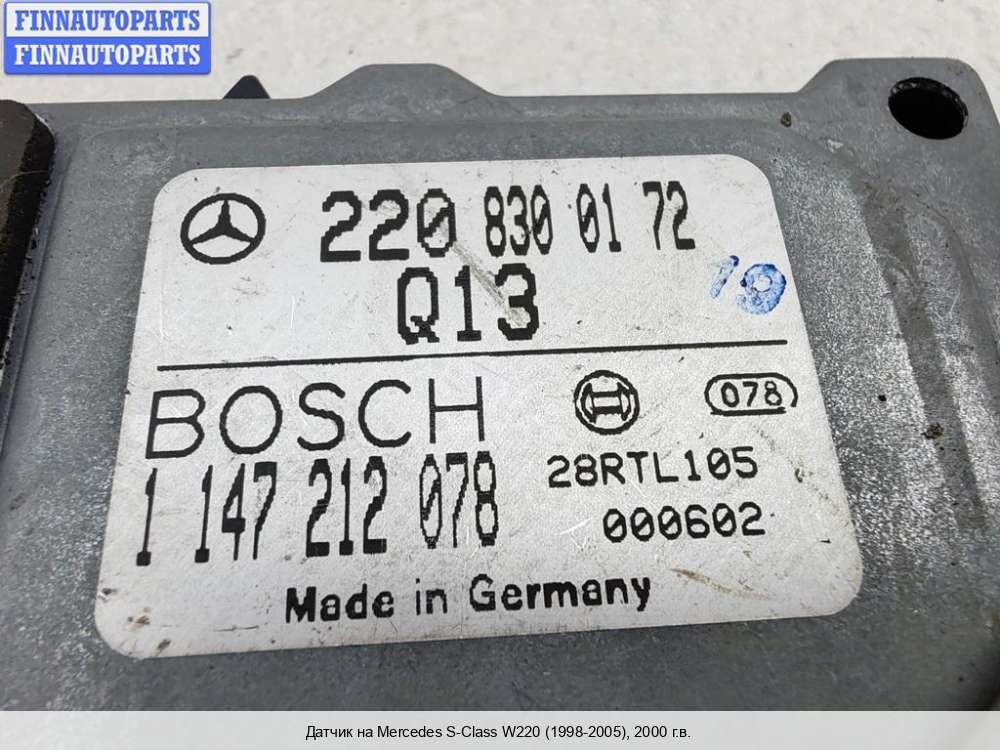 FINNAUTOPARTS
FINNAUTOPARTS
220 830 01 72
Q13
19
BOSCH
078
1 147 212 078
28RTL105
000602
Made in Germany
Датчик на Mercedes S-Class W220 (1998-2005), 2000 г.в.